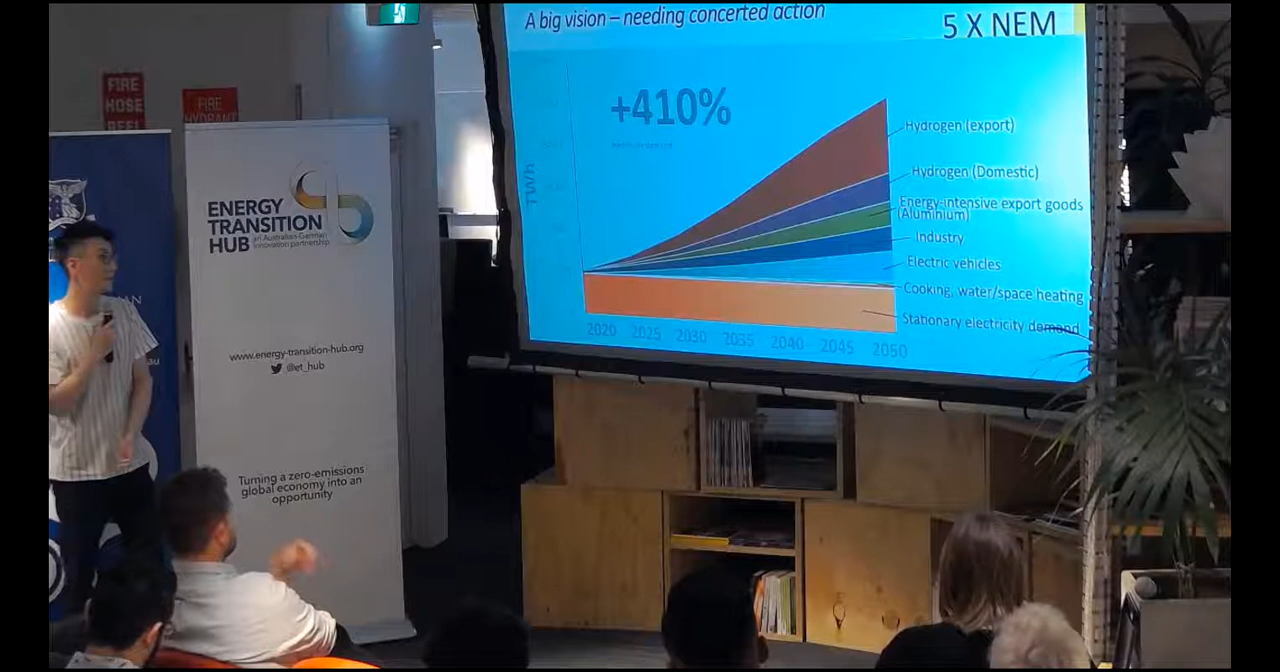 A big vision – needing concerted action
5 X NEM
+410%
TWh
Hydrogen (export)
Hydrogen (Domestic)
Energy-intensive export goods
(Aluminium)
Industry
Electric vehicles
Cooking, water/space heating
Stationary electricity demand
2020 2025 2030 2035 2040 2045 2050
FIRE
HOSE
REEL
FIRE
HYDRANT
ENERGY
TRANSITION
HUB
an Australian-German
innovation partnership
www.energy-transition-hub.org
@et_hub
Turning a zero-emissions
global economy into an
opportunity
au